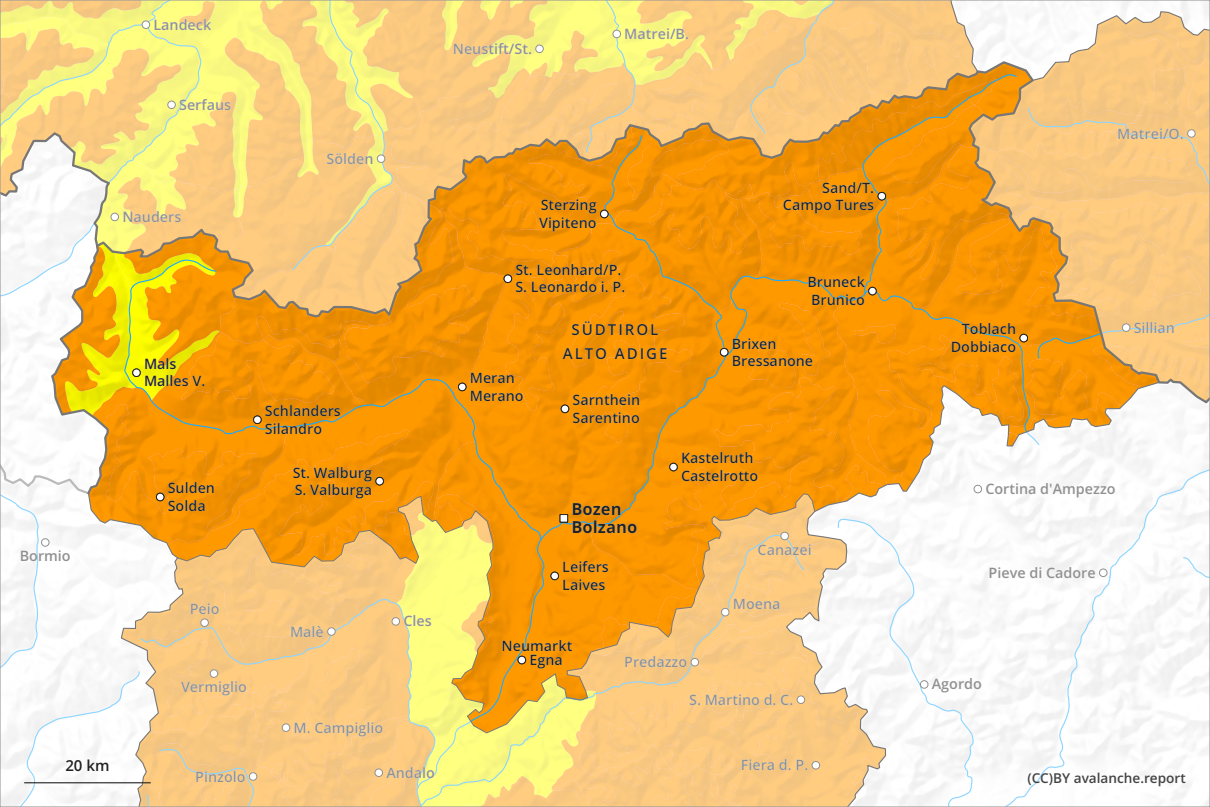 Landeck
Matrei/B.
Neustift/St.
Serfaus
Matrei/O.
Sölden
Sand/T.
Campo Tures
Sterzing
Vipiteno
Nauders
St. Leonhard/P.
S. Leonardo i. P.
Bruneck
Brunico
SÜDTIROL
ALTO ADIGE
Toblach
Dobbiaco
Sillian
Brixen
Bressanone
Mals
Malles V.
Meran
Merano
Sarnthein
Sarentino
Schlanders
Silandro
Kastelruth
Castelrotto
St. Walburg
S. Valburga
Sulden
Solda
Cortina d'Ampezzo
Bozen
Bolzano
Canazei
Bormio
Leifers
Laives
Pieve di Cadore
Peio
Moena
Cles
Malè
Neumarkt
Egna
Predazzo
Vermiglio
Agordo
S. Martino d. C.
M. Campiglio
Fiera d. P.
20 km
Pinzolo
Andalo
(CC)BY avalanche.report